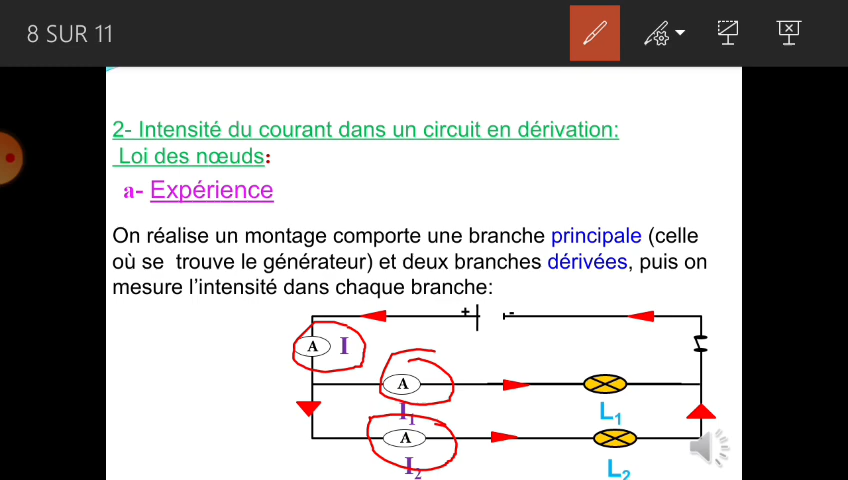 8 SUR 11
2- Intensité du courant dans un circuit en dérivation:
Loi des nœuds:
a- Expérience
On réalise un montage comporte une branche principale (celle
où se trouve le générateur) et deux branches dérivées, puis on
mesure l'intensité dans chaque branche:
+ -
A I
A
I1 L1
A
I2 L2